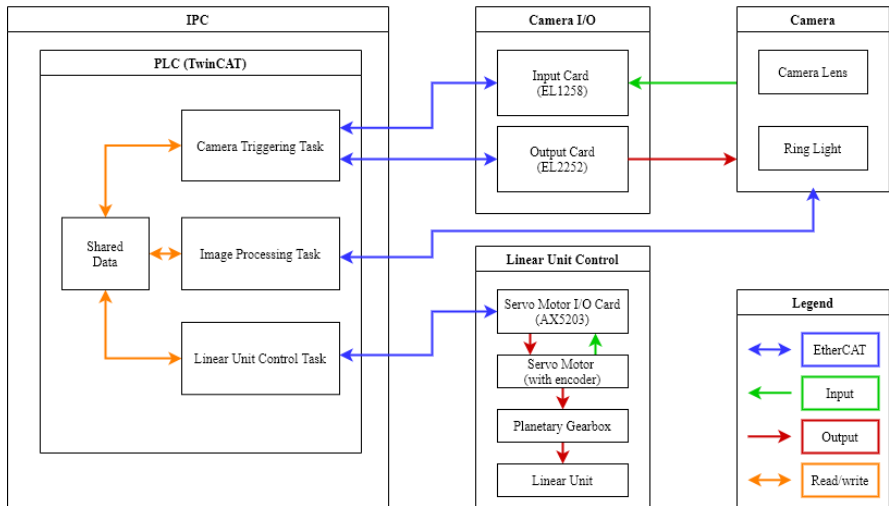 IPC
PLC (TwinCAT)
Camera Triggering Task
Shared
Data
Image Processing Task
Linear Unit Control Task
Camera I/O
Input Card
(EL1258)
Output Card
(EL2252)
Camera
Camera Lens
Ring Light
Linear Unit Control
Servo Motor I/O Card
(AX5203)
Servo Motor
(with encoder)
Planetary Gearbox
Linear Unit
Legend
EtherCAT
Input
Output
Read/write